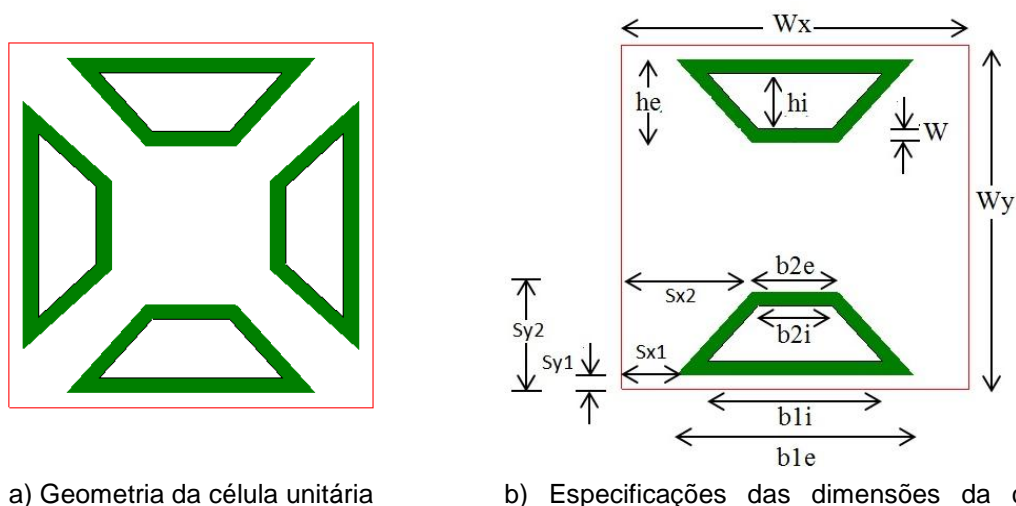 Wx
he
hi
W
Wy
b2e
Sx2
Sy2
b2i
Sy1
Sx1
b1i
b1e
a) Geometria da célula unitária
b) Especificações das dimensões da